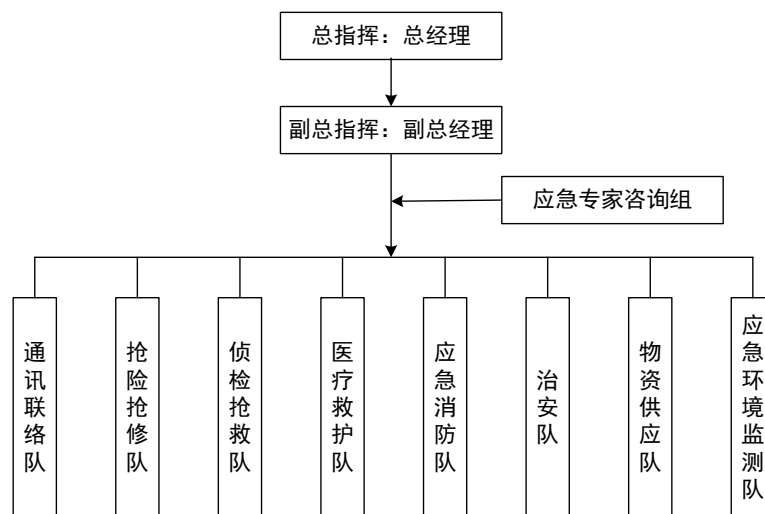 总指挥：总经理
副总指挥：副总经理
应急专家咨询组
通讯联络队
抢险抢修队
侦检抢救队
医疗救护队
应急消防队
治安队
物资供应队
应急环境监测队